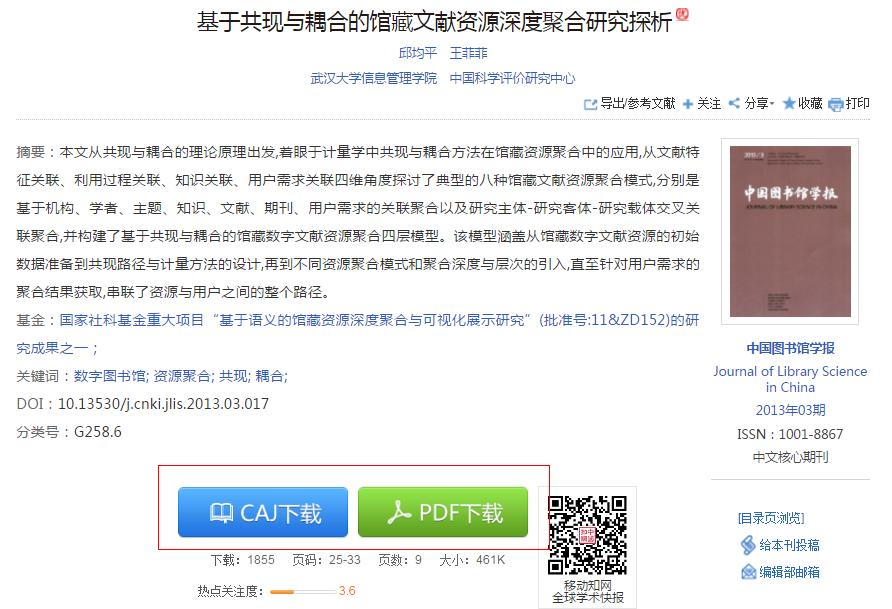 基于共现与耦合的馆藏文献资源深度聚合研究探析
邱均平 王菲菲
武汉大学信息管理学院 中国科学评价研究中心
导出/参考文献 关注 分享 收藏 打印
摘要：本文从共现与耦合的理论原理出发,着眼于计量学中共现与耦合方法在馆藏资源聚合中的应用,从文献特
征关联、利用过程关联、知识关联、用户需求关联四维角度探讨了典型的八种馆藏文献资源聚合模式,分别是
基于机构、学者、主题、知识、文献、期刊、用户需求的关联聚合以及研究主体-研究客体-研究载体交叉关
联聚合,并构建了基于共现与耦合的馆藏数字文献资源聚合四层模型。该模型涵盖从馆藏数字文献资源的初始
数据准备到共现路径与计量方法的设计,再到不同资源聚合模式和聚合深度与层次的引入,直至针对用户需求的
聚合结果获取,串联了资源与用户之间的整个路径。
基金：国家社科基金重大项目“基于语义的馆藏资源深度聚合与可视化展示研究”(批准号:11&ZD152)的研
究成果之一；
关键词：数字图书馆; 资源聚合; 共现; 耦合;
DOI：10.13530/j.cnki.jlis.2013.03.017
分类号：G258.6
CAJ下载 PDF下载
下载：1855 页码：25-33 页数：9 大小：461K
热点关注度： 3.6
移动知网
全球学术快报
中国图书馆学报
JOURNAL OF LIBRARY SCIENCE IN CHINA
中国图书馆学报
Journal of Library Science
in China
2013年03期
ISSN：1001-8867
中文核心期刊
[目录页浏览]
给本刊投稿
编辑部邮箱